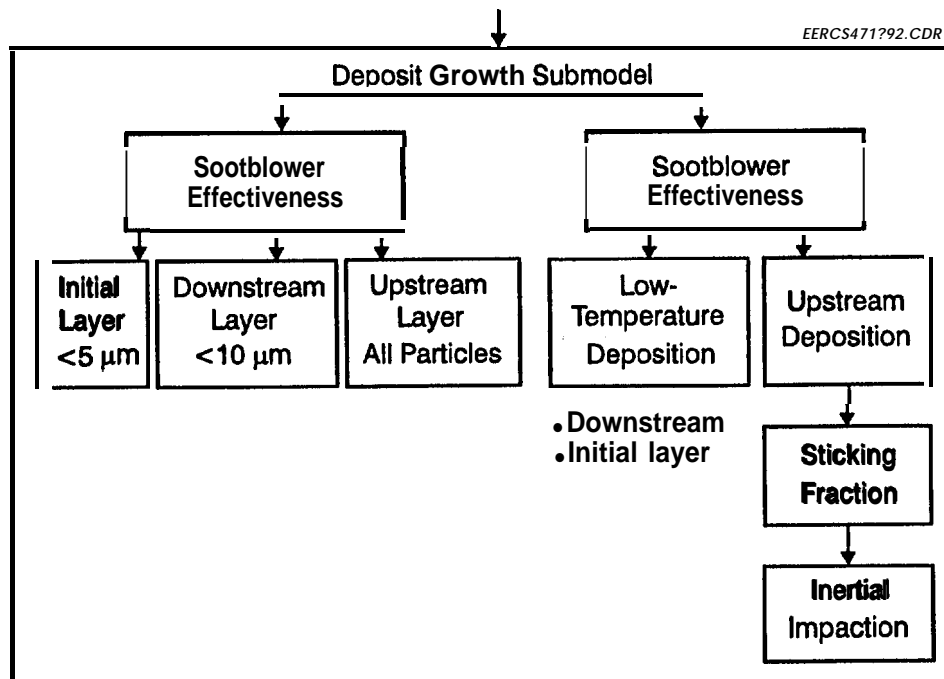 EERCS471?92.CDR
Deposit Growth Submodel
Sootblower
Effectiveness
Sootblower
Effectiveness
Initial
Layer
<5 μm
Downstream
Layer
<10 μm
Upstream
Layer
All Particles
Low-
Temperature
Deposition
Upstream
Deposition
•Downstream
•Initial layer
Sticking
Fraction
Inertial
Impaction